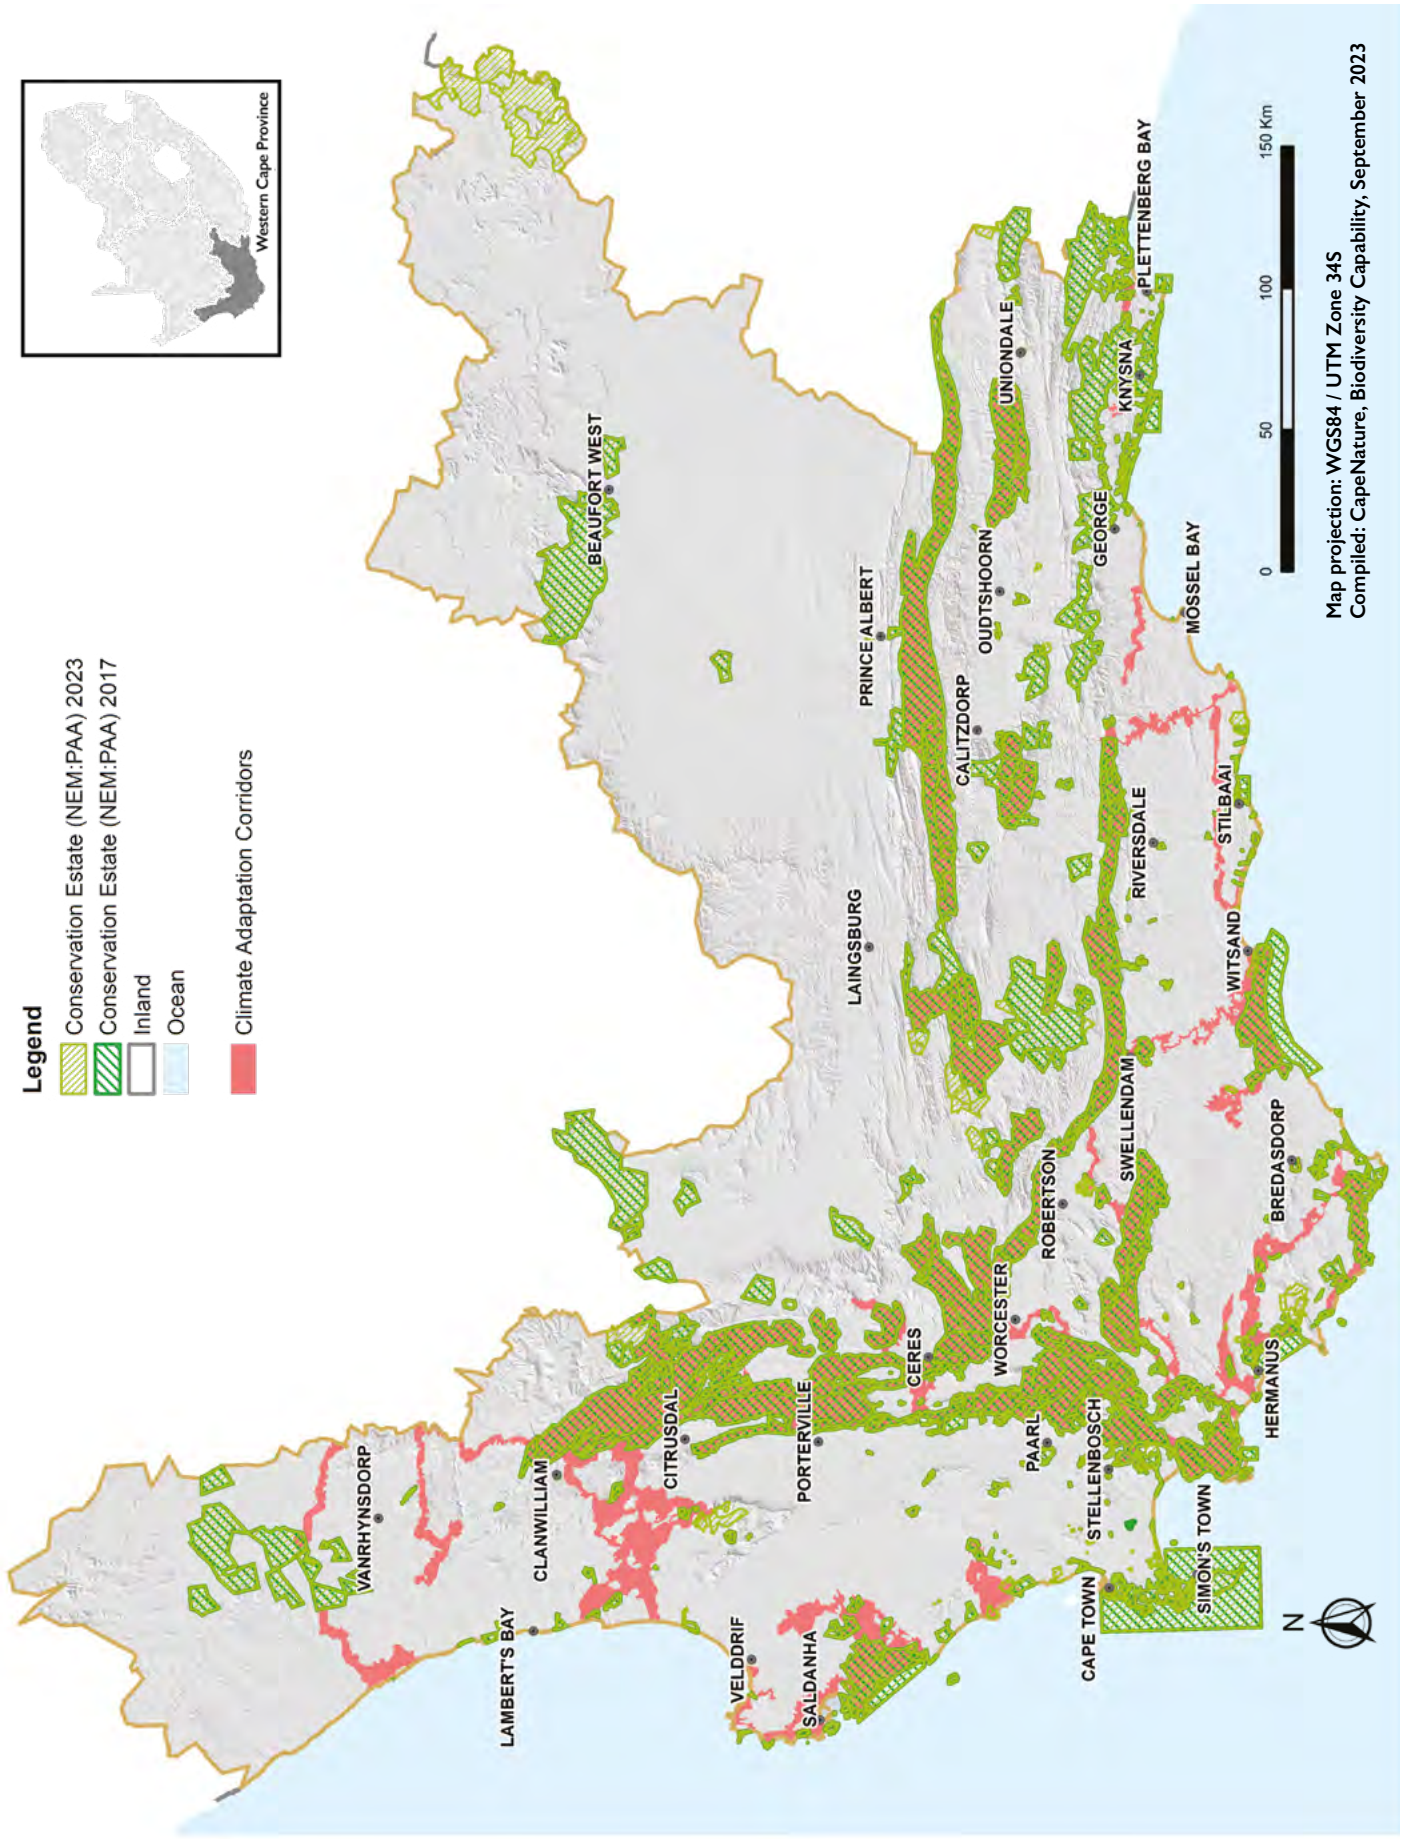 Legend
Conservation Estate (NEM:PAA) 2023
Conservation Estate (NEM:PAA) 2017
Inland
Ocean
Climate Adaptation Corridors
Western Cape Province
VANRHYNSDORP
LAMBERT'S BAY
CLANWILLIAM
CITRUSDAL
VELDDRIF
SALDANHA
PORTERVILLE
CERES
WORCESTER
PAARL
STELLENBOSCH
CAPE TOWN
SIMON'S TOWN
HERMANUS
ROBERTSON
SWELLENDAM
BREDASDORP
LAINGSBURG
WITSAND
RIVERSDALE
STILBAAI
CALITZDORP
PRINCE ALBERT
OUDTSHOORN
BEAUFORT WEST
MOSSEL BAY
GEORGE
UNIONDALE
KNYSNA
PLETTENBERG BAY
N
0 50 100 150 Km
Map projection: WGS84 / UTM Zone 34S
Compiled: CapeNature, Biodiversity Capability, September 2023